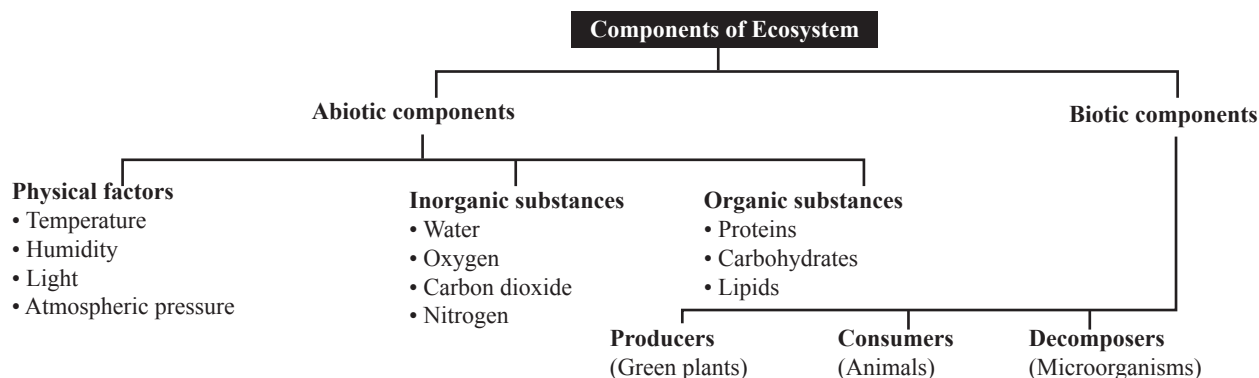 Components of Ecosystem
Abiotic components
Biotic components
Physical factors
• Temperature
• Humidity
• Light
• Atmospheric pressure
Inorganic substances
• Water
• Oxygen
• Carbon dioxide
• Nitrogen
Organic substances
• Proteins
• Carbohydrates
• Lipids
Producers
(Green plants)
Consumers
(Animals)
Decomposers
(Microorganisms)